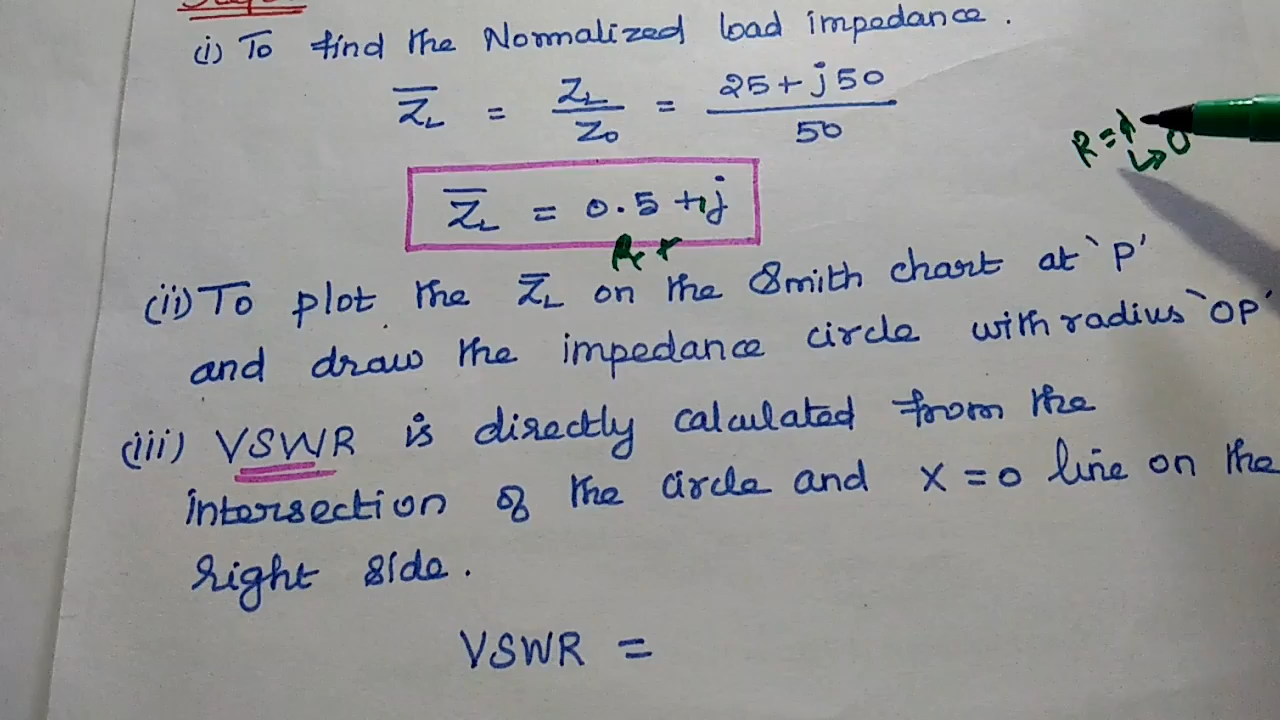 (i) To find the Normalized load impedance.
Z̅L = ZL / Z0 = 25 + j50 / 50
R = 1 → 0
Z̅L = 0.5 + 1j
R, x
(ii) To plot the Z̅L on the Smith chart at 'P'
and draw the impedance circle with radius 'OP'
(iii) VSWR is directly calculated from the
intersection of the circle and X = 0 line on the
right side.
VSWR =